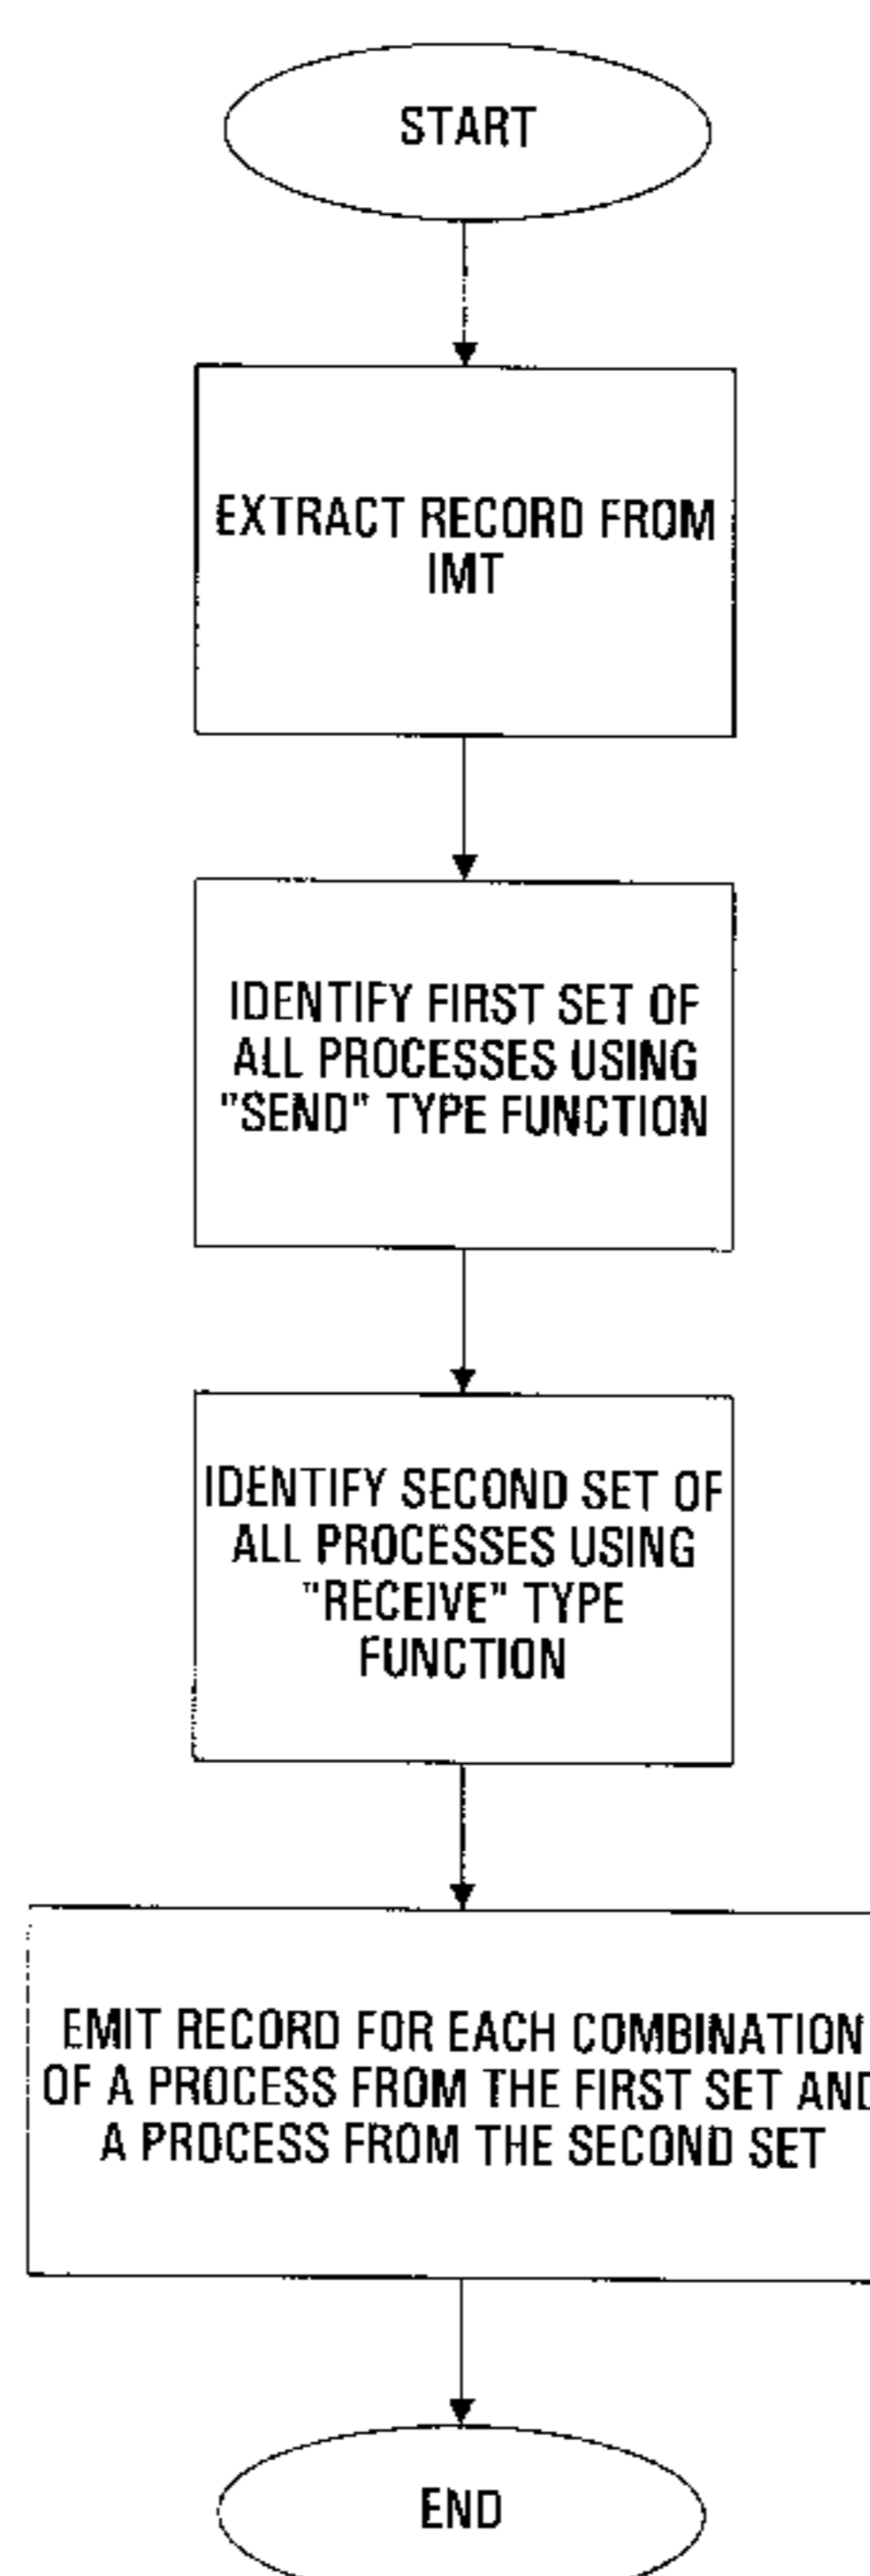 START
EXTRACT RECORD FROM
IMT
IDENTIFY FIRST SET OF
ALL PROCESSES USING
"SEND" TYPE FUNCTION
IDENTIFY SECOND SET OF
ALL PROCESSES USING
"RECEIVE" TYPE
FUNCTION
EMIT RECORD FOR EACH COMBINATION
OF A PROCESS FROM THE FIRST SET AND
A PROCESS FROM THE SECOND SET
END